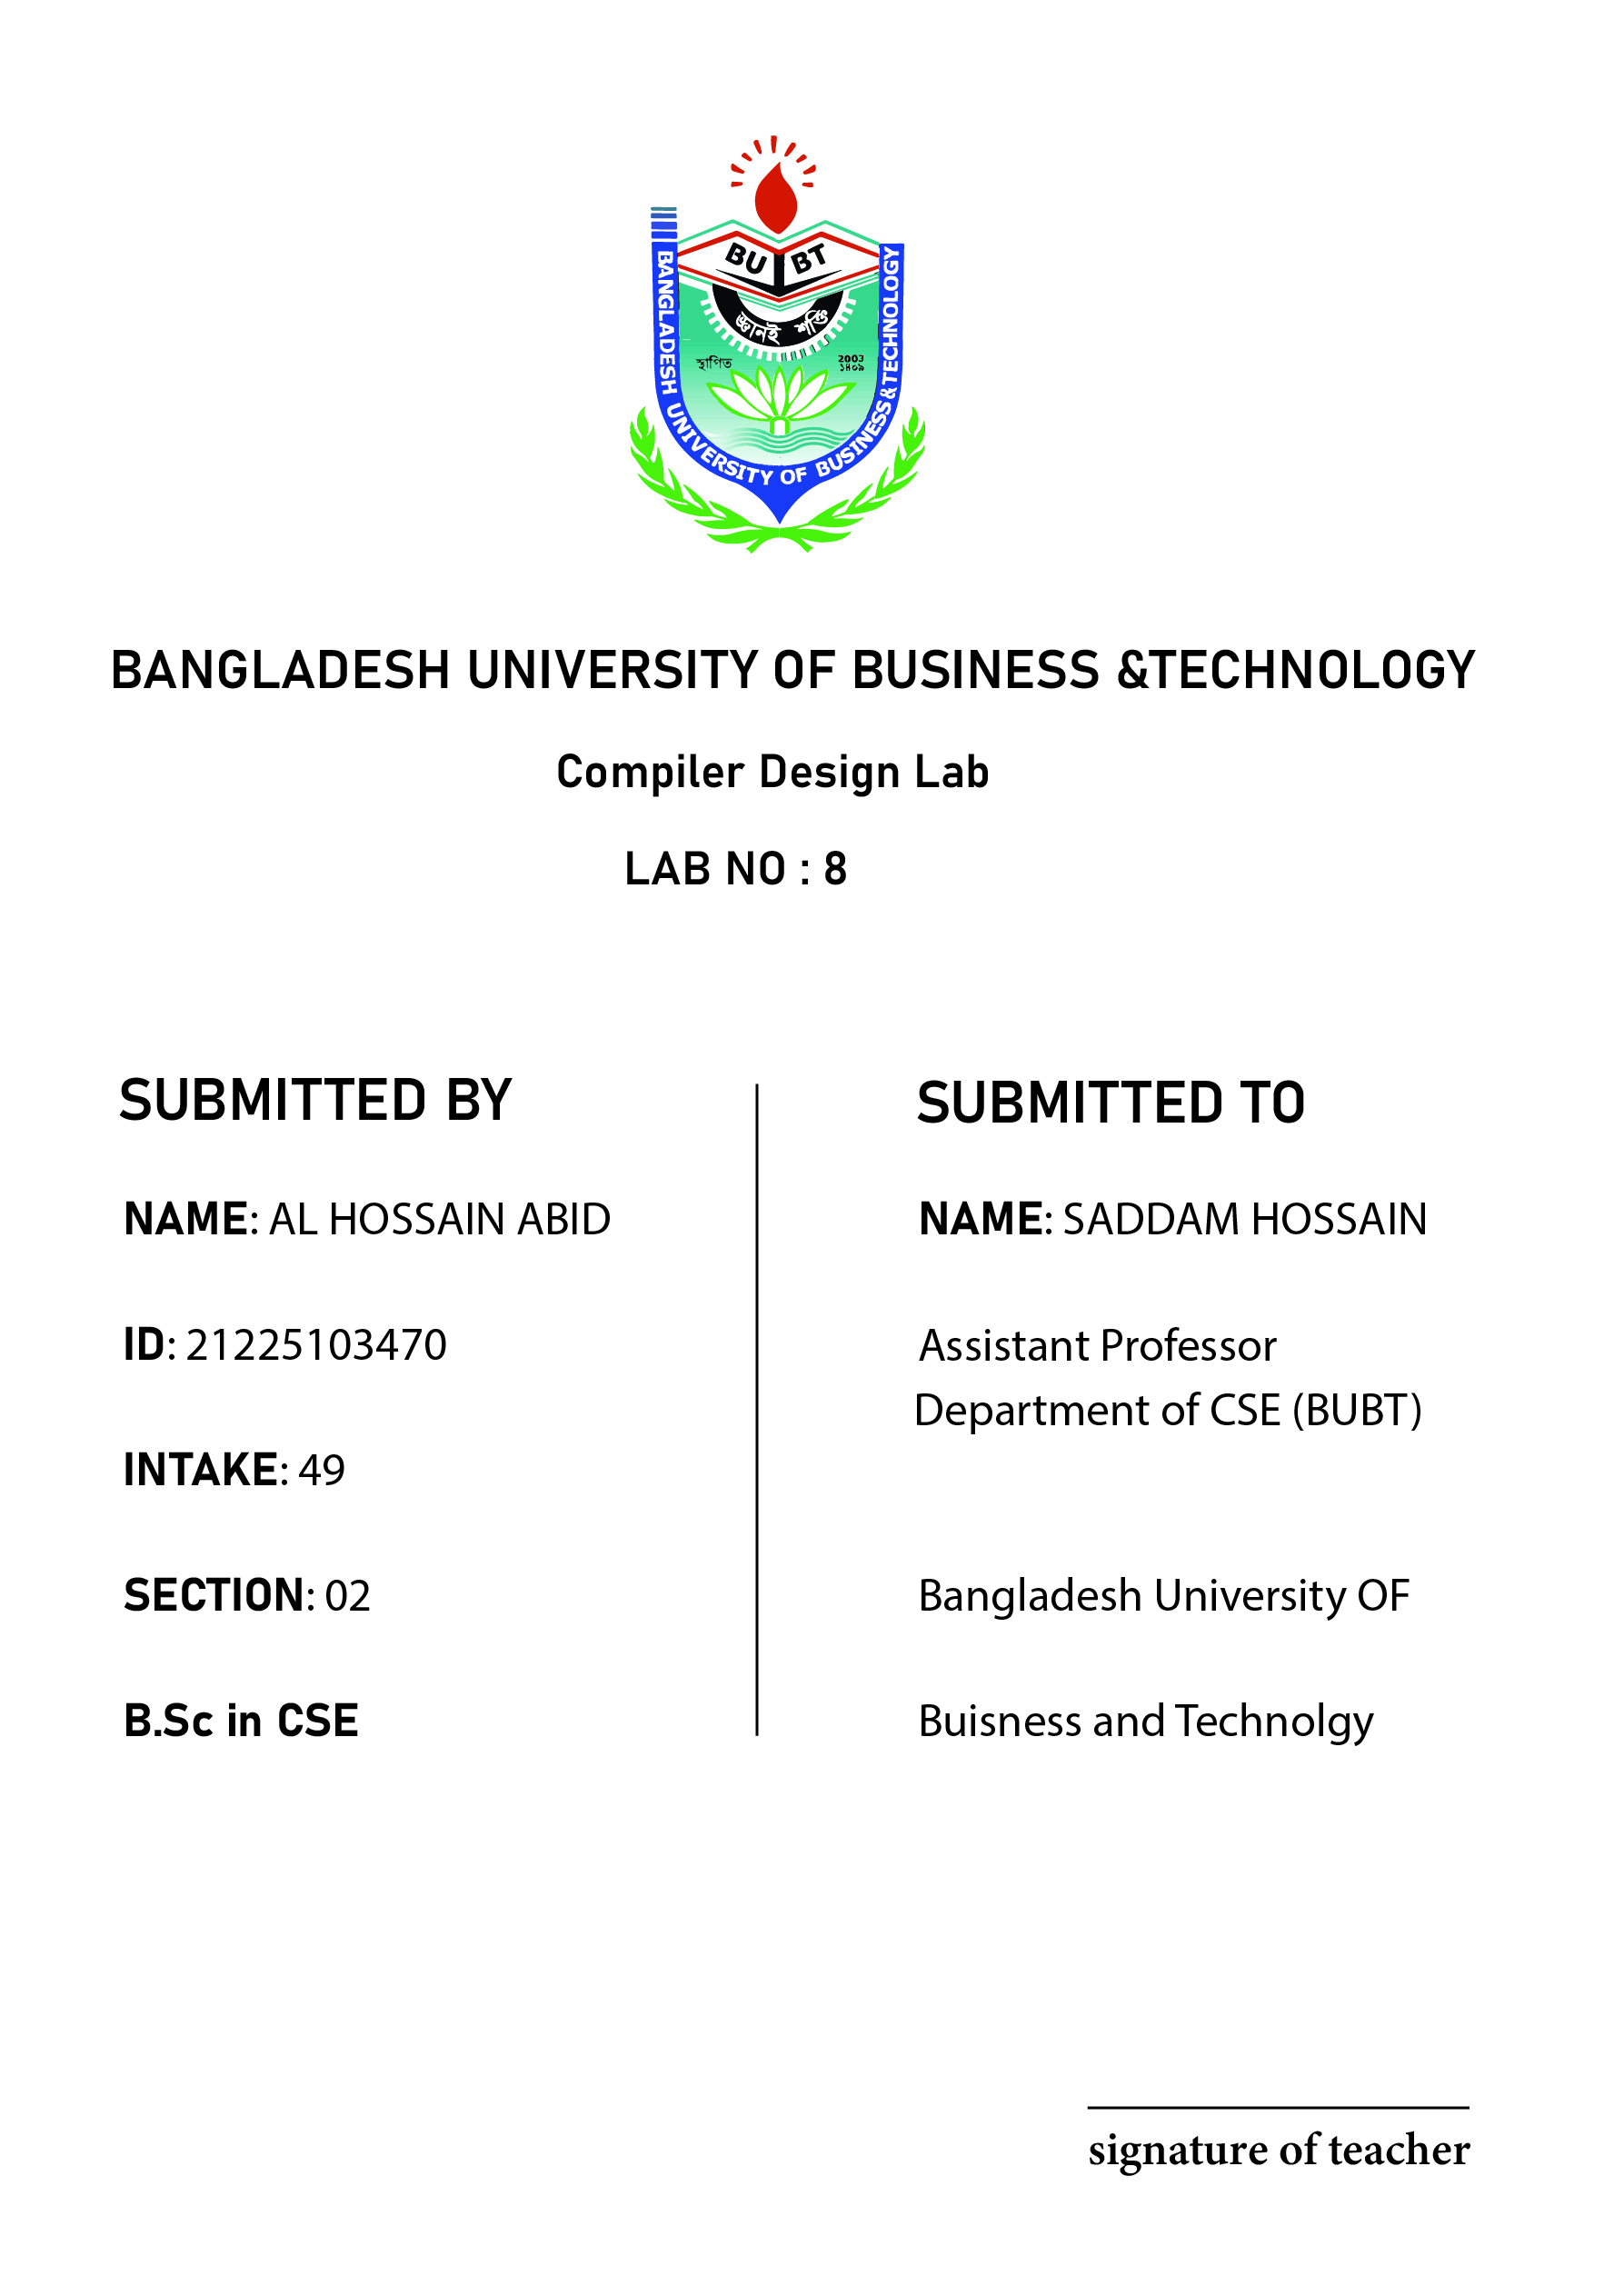 BU BT
জ্ঞানই শক্তি
স্থাপিত 2003
১৪০৯
BANGLADESH UNIVERSITY OF BUSINESS & TECHNOLOGY
BANGLADESH UNIVERSITY OF BUSINESS &TECHNOLOGY
Compiler Design Lab
LAB NO : 8
SUBMITTED BY
NAME: AL HOSSAIN ABID
ID: 21225103470
INTAKE: 49
SECTION: 02
B.Sc in CSE
SUBMITTED TO
NAME: SADDAM HOSSAIN
Assistant Professor
Department of CSE (BUBT)
Bangladesh University OF
Buisness and Technolgy
signature of teacher